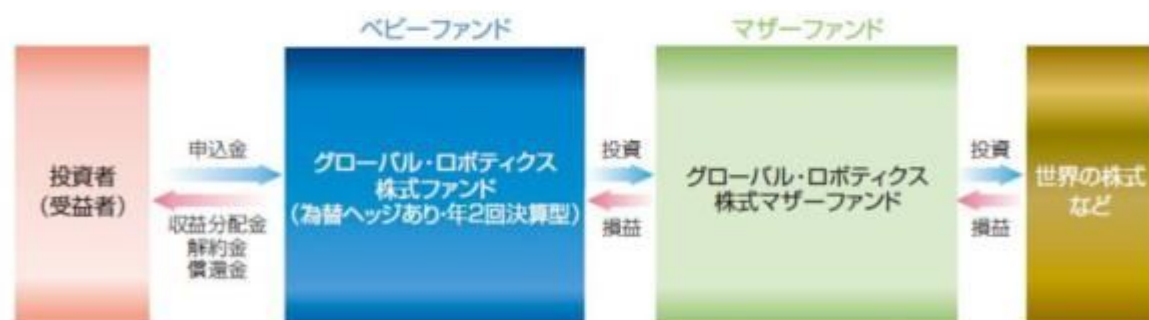 ベビーファンド
マザーファンド
投資者
(受益者)
申込金
収益分配金
解約金
償還金
グローバル・ロボティクス
株式ファンド
(為替ヘッジあり・年2回決算型)
投資
損益
グローバル・ロボティクス
株式マザーファンド
投資
損益
世界の株式
など